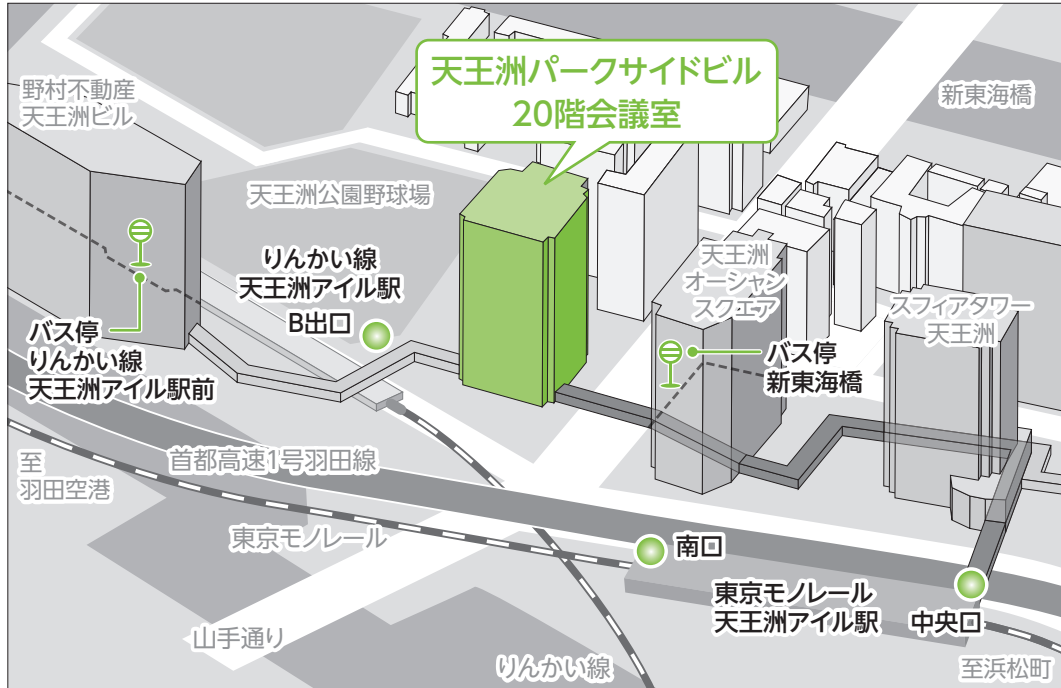 天王洲パークサイドビル
20階会議室
野村不動産
天王洲ビル
新東海橋
天王洲公園野球場
りんかい線
天王洲アイル駅
B出口
天王洲
オーシャン
スクエア
スフィアタワー
天王洲
バス停
りんかい線
天王洲アイル駅前
バス停
新東海橋
至
羽田空港
首都高速1号羽田線
東京モノレール
南口
東京モノレール
天王洲アイル駅
中央口
山手通り
りんかい線
至浜松町